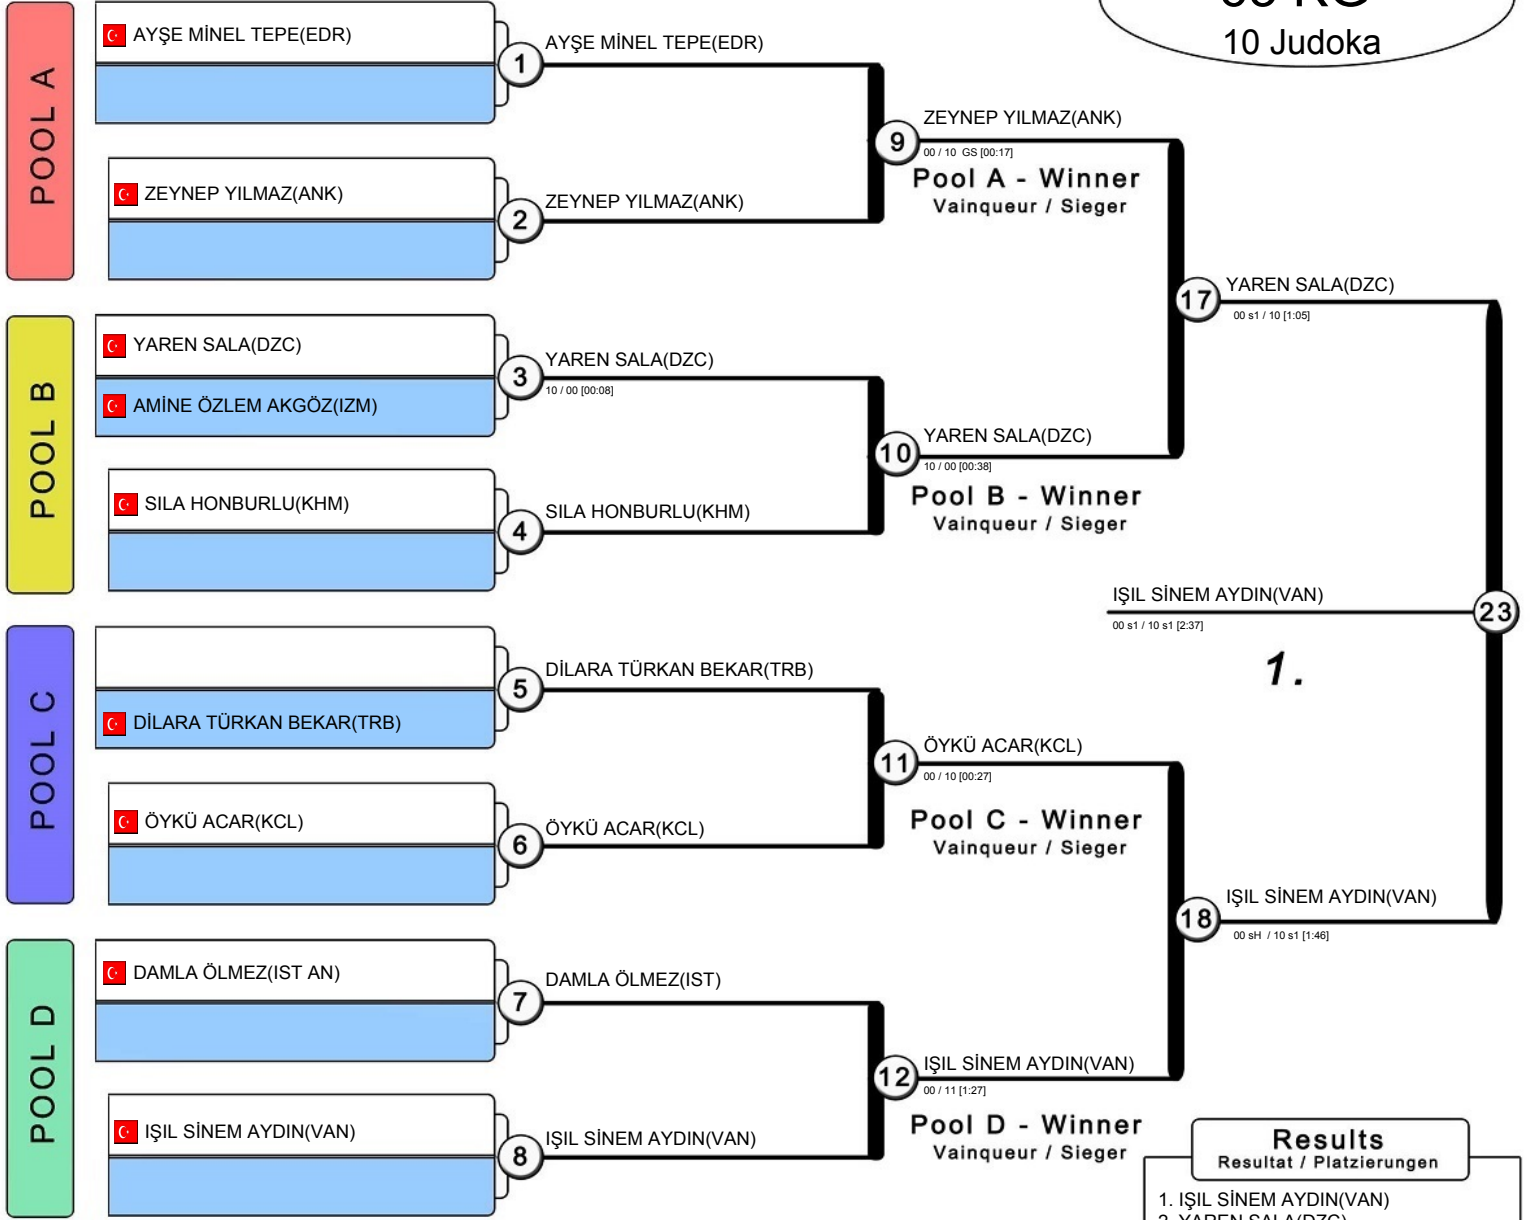 10 Judoka
POOL A
AYŞE MİNEL TEPE(EDR)
1
AYŞE MİNEL TEPE(EDR)
ZEYNEP YILMAZ(ANK)
2
ZEYNEP YILMAZ(ANK)
9
ZEYNEP YILMAZ(ANK)
00 / 10 GS [00:17]
Pool A - Winner
Vainqueur / Sieger
POOL B
YAREN SALA(DZC)
AMİNE ÖZLEM AKGÖZ(IZM)
3
YAREN SALA(DZC)
10 / 00 [00:08]
SILA HONBURLU(KHM)
4
SILA HONBURLU(KHM)
10
YAREN SALA(DZC)
10 / 00 [00:38]
Pool B - Winner
Vainqueur / Sieger
17
YAREN SALA(DZC)
00 s1 / 10 [1:05]
IŞIL SİNEM AYDIN(VAN)
00 s1 / 10 s1 [2:37]
23
1.
POOL C
DİLARA TÜRKAN BEKAR(TRB)
5
DİLARA TÜRKAN BEKAR(TRB)
ÖYKÜ ACAR(KCL)
6
ÖYKÜ ACAR(KCL)
11
ÖYKÜ ACAR(KCL)
00 / 10 [00:27]
Pool C - Winner
Vainqueur / Sieger
18
IŞIL SİNEM AYDIN(VAN)
00 sH / 10 s1 [1:46]
POOL D
DAMLA ÖLMEZ(IST AN)
7
DAMLA ÖLMEZ(IST)
IŞIL SİNEM AYDIN(VAN)
8
IŞIL SİNEM AYDIN(VAN)
12
IŞIL SİNEM AYDIN(VAN)
00 / 11 [1:27]
Pool D - Winner
Vainqueur / Sieger
Results
Resultat / Platzierungen
1. IŞIL SİNEM AYDIN(VAN)
2. YAREN SALA(DZC)